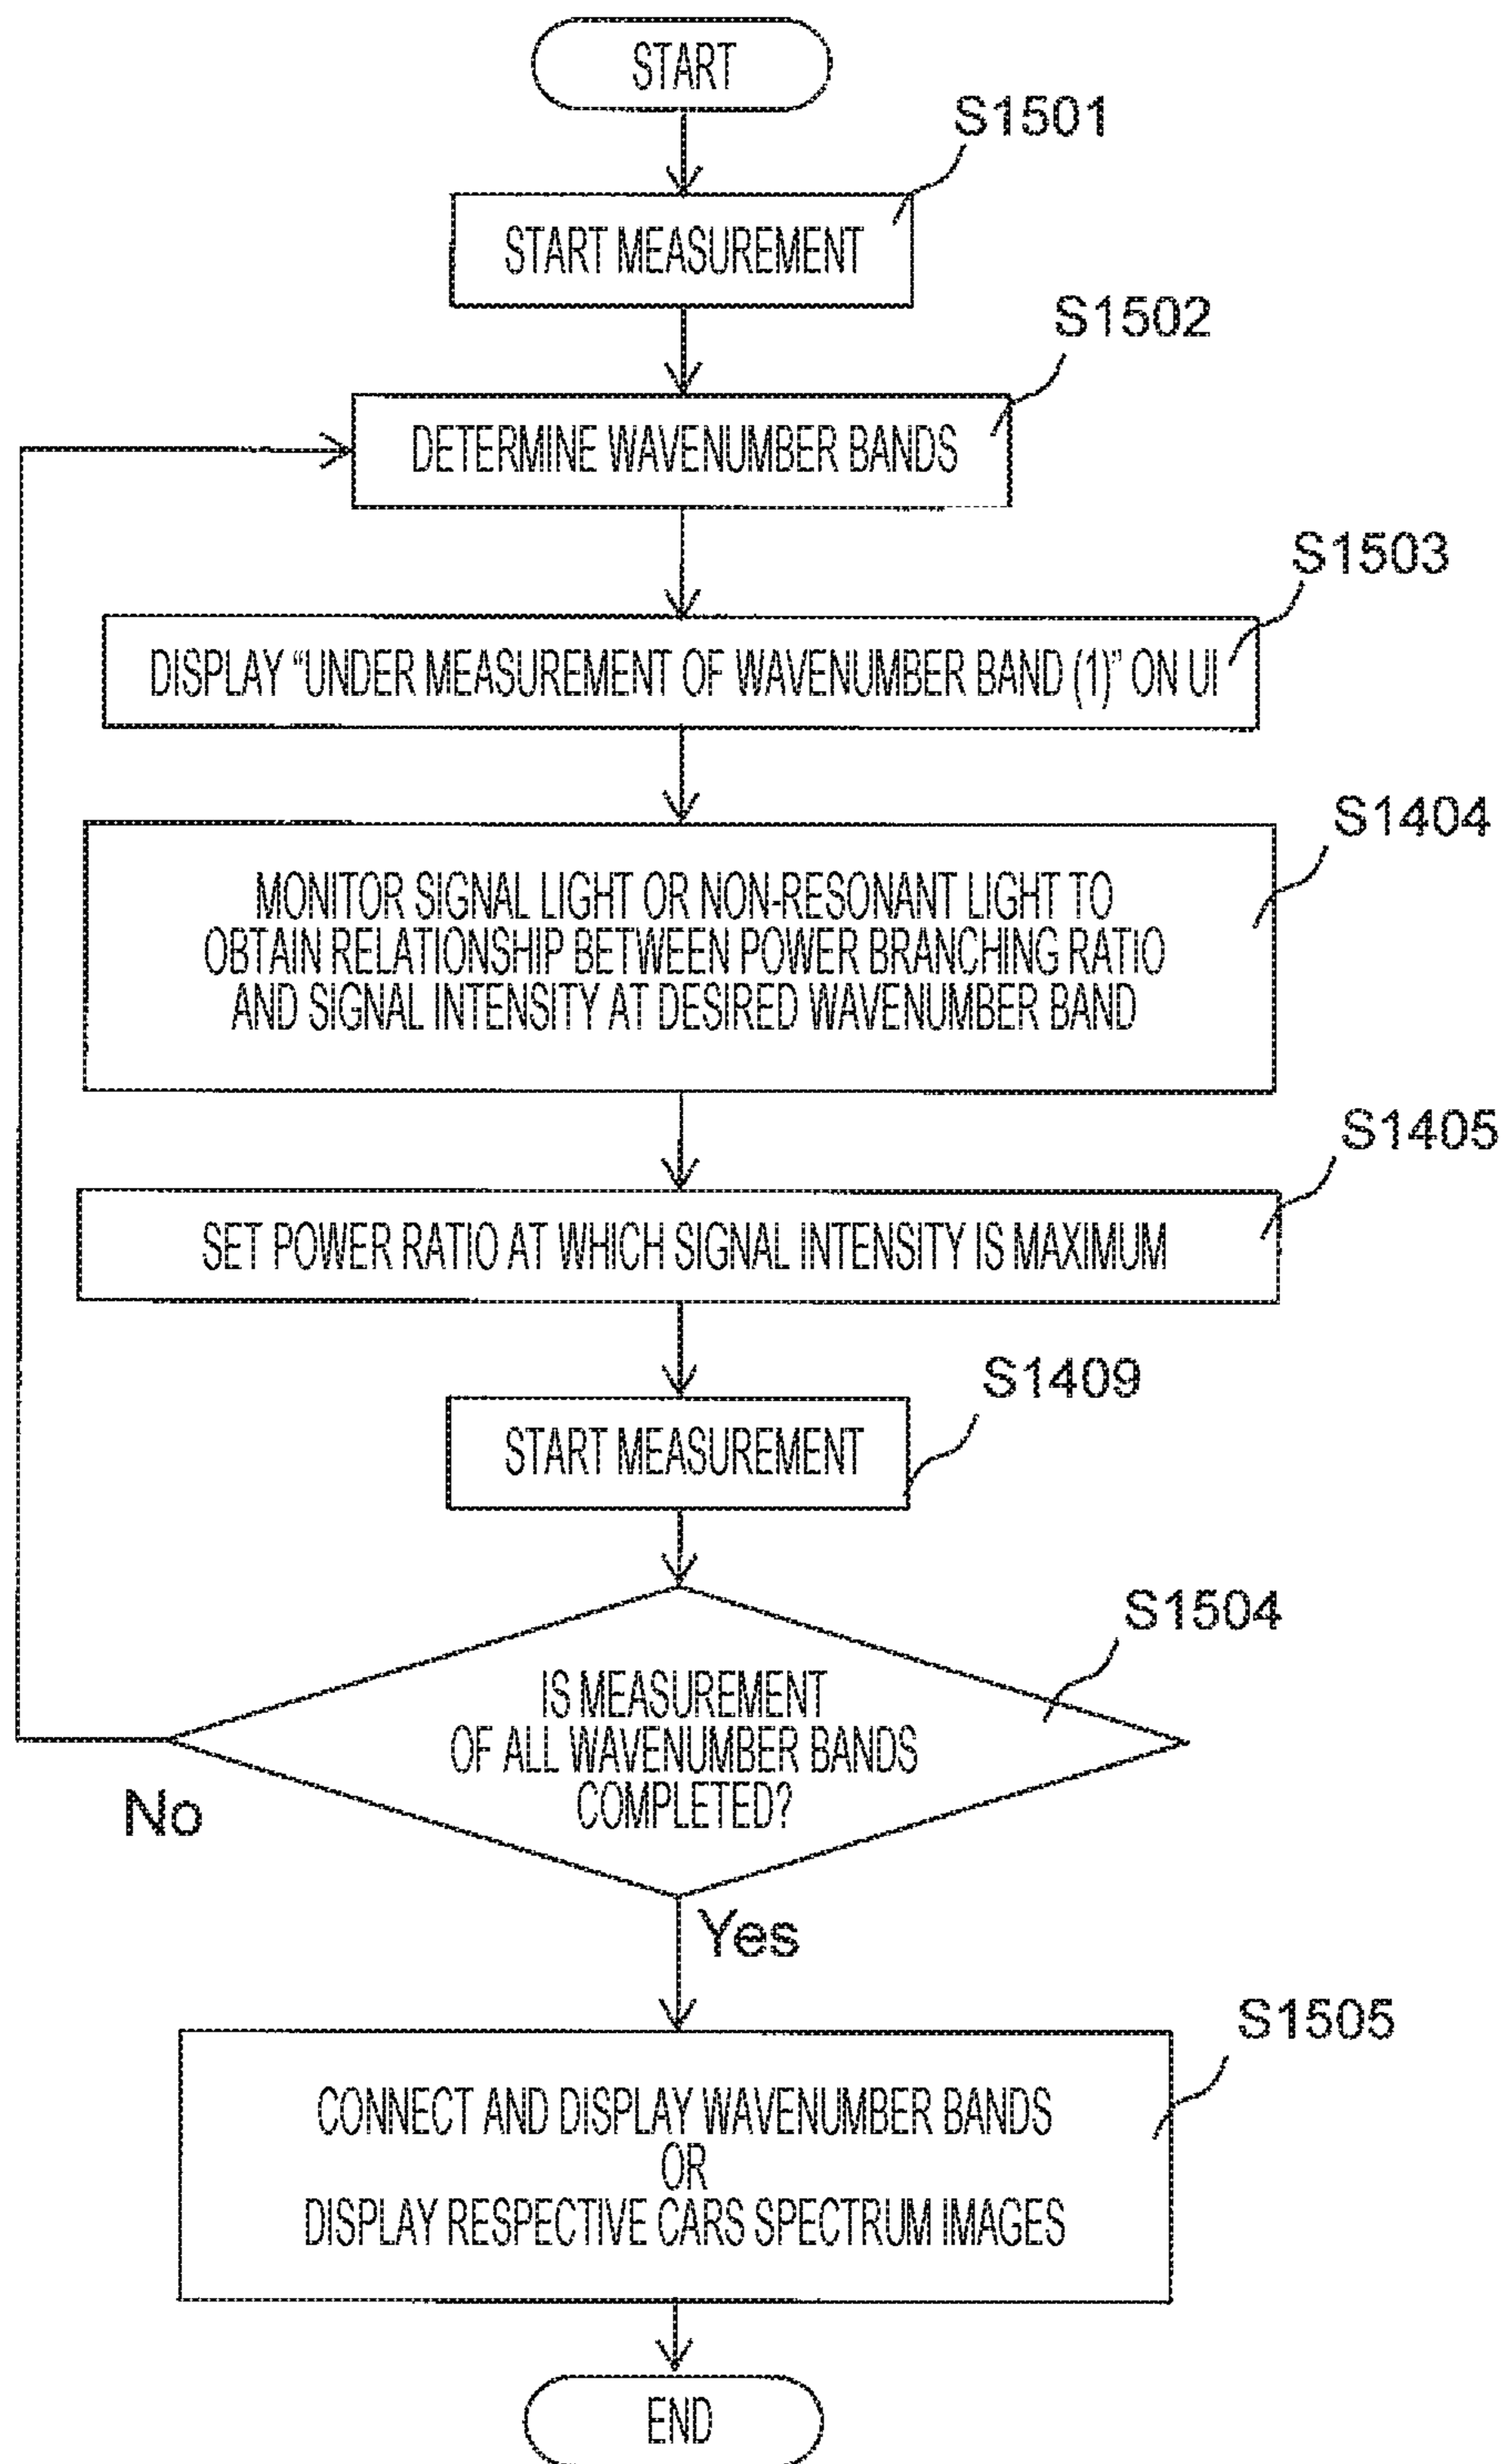 START
S1501
START MEASUREMENT
S1502
DETERMINE WAVENUMBER BANDS
S1503
DISPLAY “UNDER MEASUREMENT OF WAVENUMBER BAND (1)” ON UI
S1404
MONITOR SIGNAL LIGHT OR NON-RESONANT LIGHT TO
OBTAIN RELATIONSHIP BETWEEN POWER BRANCHING RATIO
AND SIGNAL INTENSITY AT DESIRED WAVENUMBER BAND
S1405
SET POWER RATIO AT WHICH SIGNAL INTENSITY IS MAXIMUM
S1409
START MEASUREMENT
S1504
IS MEASUREMENT
OF ALL WAVENUMBER BANDS
COMPLETED?
No
Yes
S1505
CONNECT AND DISPLAY WAVENUMBER BANDS
OR
DISPLAY RESPECTIVE CARS SPECTRUM IMAGES
END